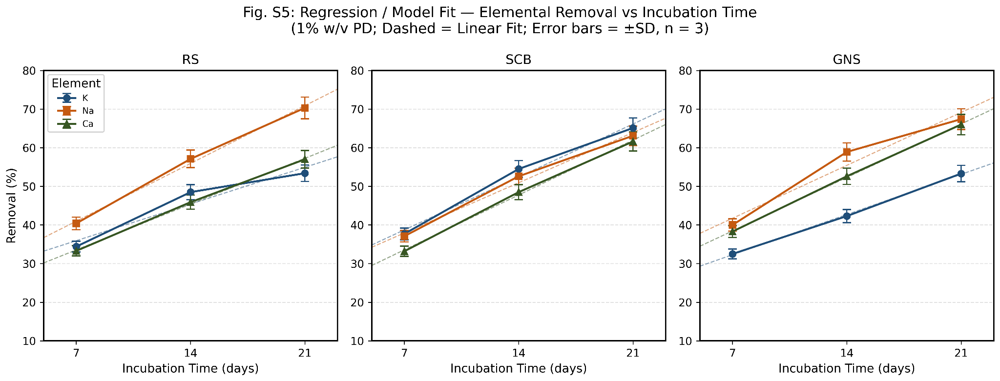 Fig. S5: Regression / Model Fit — Elemental Removal vs Incubation Time
(1% w/v PD; Dashed = Linear Fit; Error bars = ±SD, n = 3)
RS
Element
K
Na
Ca
Removal (%)
80
70
60
50
40
30
20
10
7 14 21
Incubation Time (days)
SCB
80
70
60
50
40
30
20
10
7 14 21
Incubation Time (days)
GNS
80
70
60
50
40
30
20
10
7 14 21
Incubation Time (days)